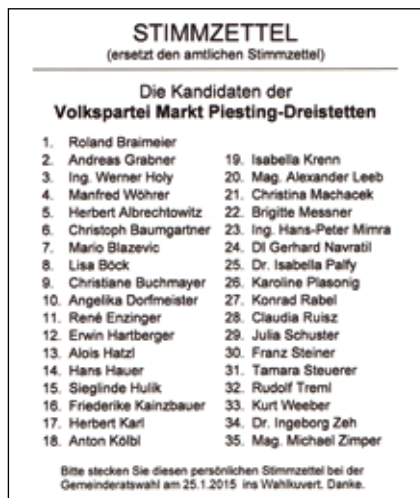 STIMMZETTEL
(ersetzt den amtlichen Stimmzettel)
Die Kandidaten der
Volkspartei Markt Piesting-Dreistetten
1. Roland Braimeier
2. Andreas Grabner
3. Ing. Werner Holy
4. Manfred Wöhrer
5. Herbert Albrechtowitz
6. Christoph Baumgartner
7. Mario Blazevic
8. Lisa Böck
9. Christiane Buchmayer
10. Angelika Dorfmeister
11. René Enzinger
12. Erwin Hartberger
13. Alois Hatzl
14. Hans Hauer
15. Sieglinde Hulik
16. Friederike Kainzbauer
17. Herbert Karl
18. Anton Kölbl
19. Isabella Krenn
20. Mag. Alexander Leeb
21. Christina Machacek
22. Brigitte Messner
23. Ing. Hans-Peter Mimra
24. DI Gerhard Navratil
25. Dr. Isabella Palfy
26. Karoline Plasonig
27. Konrad Rabel
28. Claudia Ruisz
29. Julia Schuster
30. Franz Steiner
31. Tamara Steuerer
32. Rudolf Treml
33. Kurt Weeber
34. Dr. Ingeborg Zeh
35. Mag. Michael Zimper
Bitte stecken Sie diesen persönlichen Stimmzettel bei der
Gemeinderatswahl am 25.1.2015 ins Wahlkuvert. Danke.